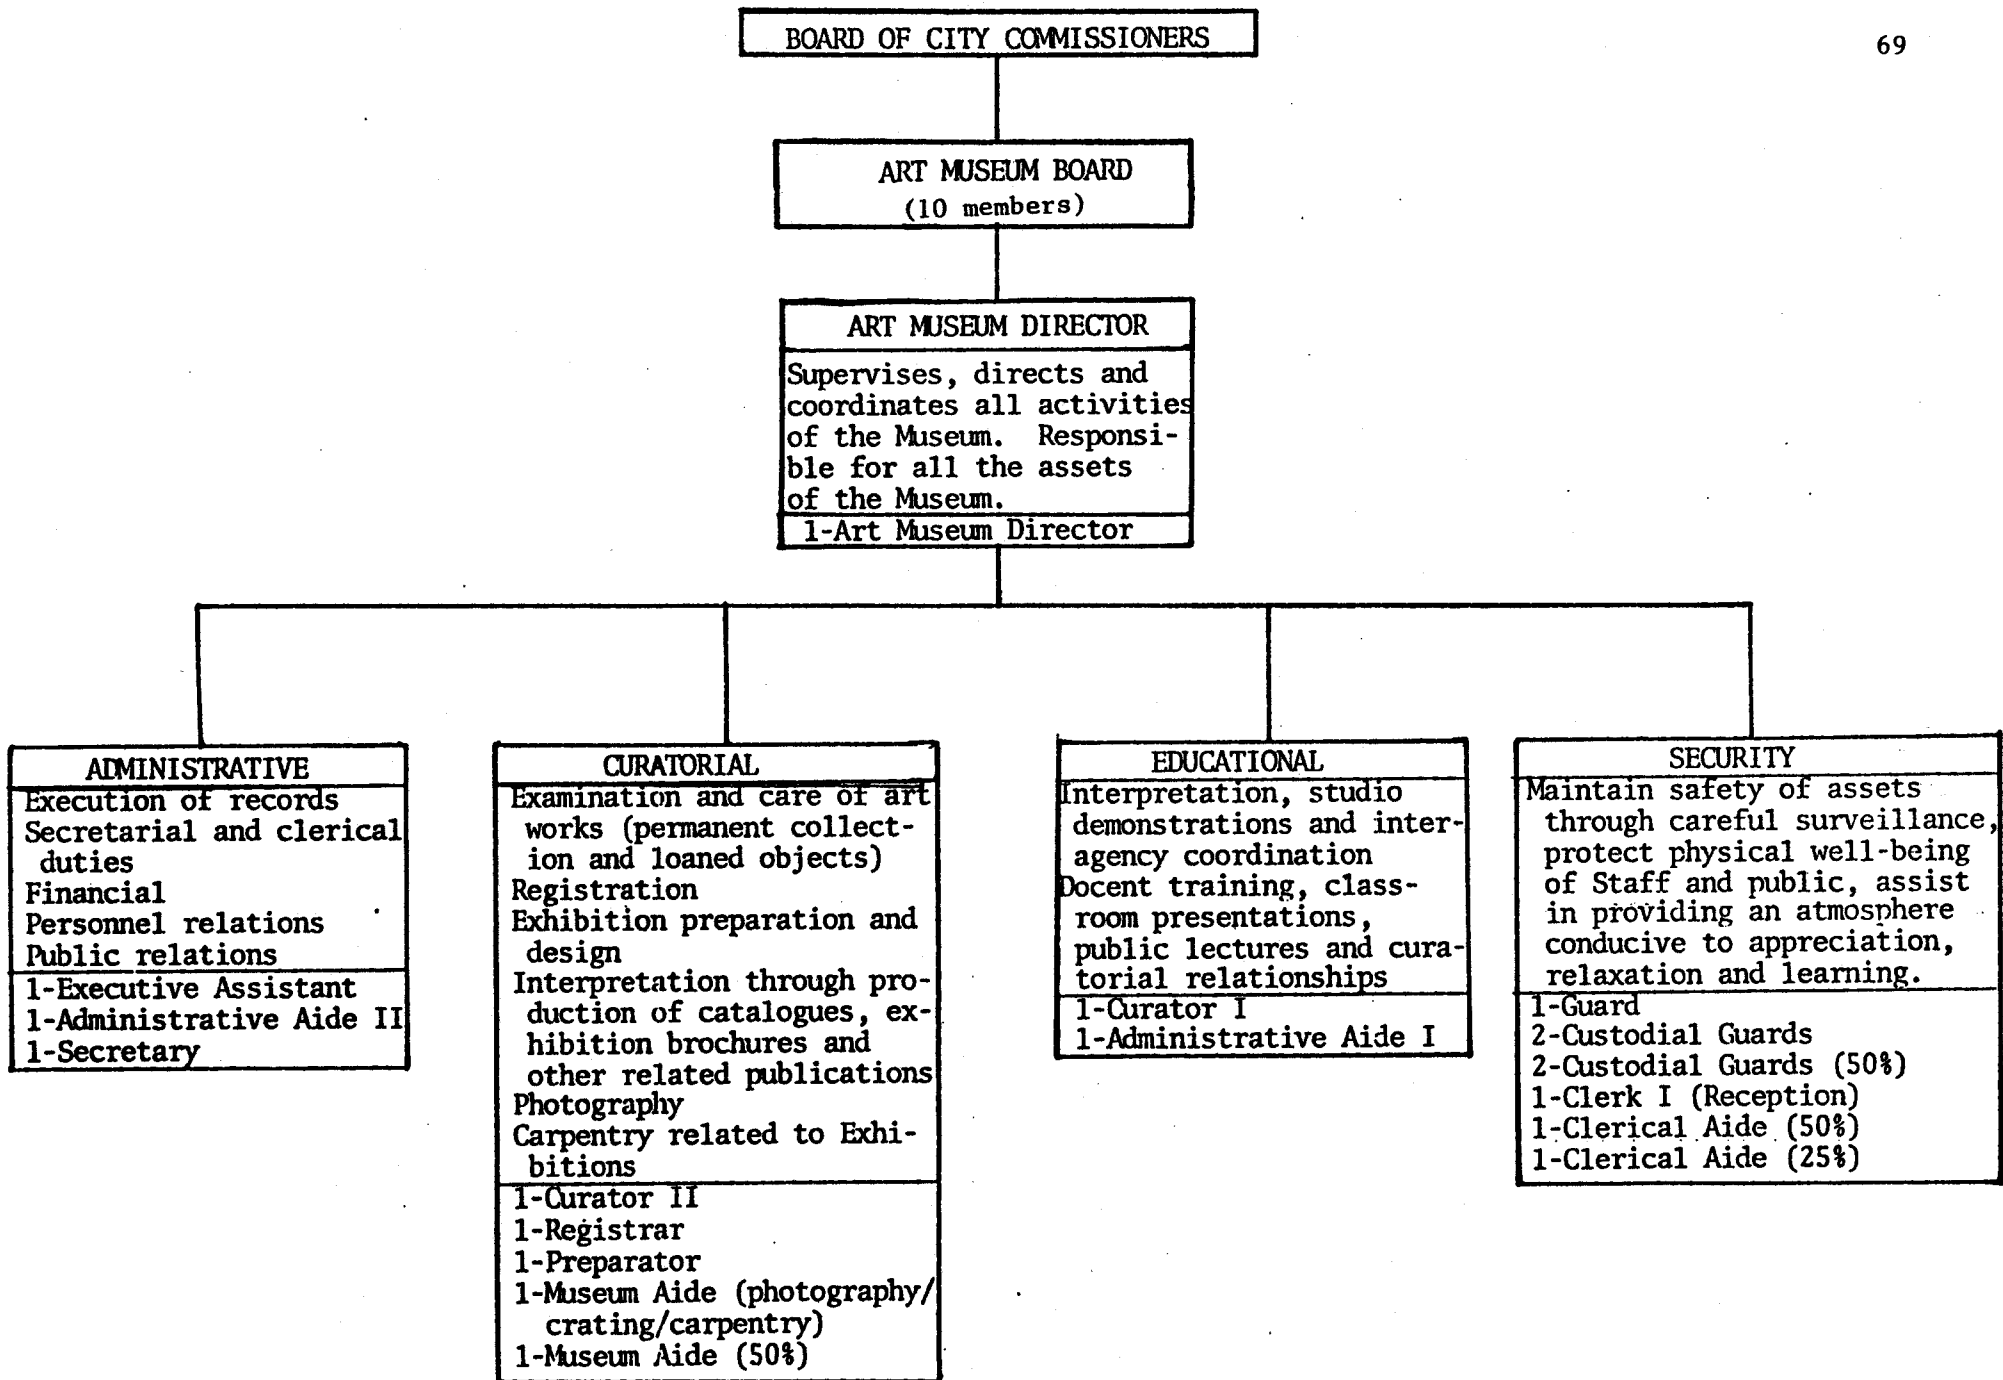 69
BOARD OF CITY COMMISSIONERS
ART MUSEUM BOARD
(10 members)
ART MUSEUM DIRECTOR
Supervises, directs and
coordinates all activities
of the Museum. Responsi-
ble for all the assets
of the Museum.
1-Art Museum Director
ADMINISTRATIVE
Execution of records
Secretarial and clerical
duties
Financial
Personnel relations
Public relations
1-Executive Assistant
1-Administrative Aide II
1-Secretary
CURATORIAL
Examination and care of art
works (permanent collect-
ion and loaned objects)
Registration
Exhibition preparation and
design
Interpretation through pro-
duction of catalogues, ex-
hibition brochures and
other related publications
Photography
Carpentry related to Exhi-
bitions
1-Curator II
1-Registrar
1-Preparator
1-Museum Aide (photography/
crating/carpentry)
1-Museum Aide (50%)
EDUCATIONAL
Interpretation, studio
demonstrations and inter-
agency coordination
Docent training, class-
room presentations,
public lectures and cura-
torial relationships
1-Curator I
1-Administrative Aide I
SECURITY
Maintain safety of assets
through careful surveillance,
protect physical well-being
of Staff and public, assist
in providing an atmosphere
conducive to appreciation,
relaxation and learning.
1-Guard
2-Custodial Guards
2-Custodial Guards (50%)
1-Clerk I (Reception)
1-Clerical Aide (50%)
1-Clerical Aide (25%)